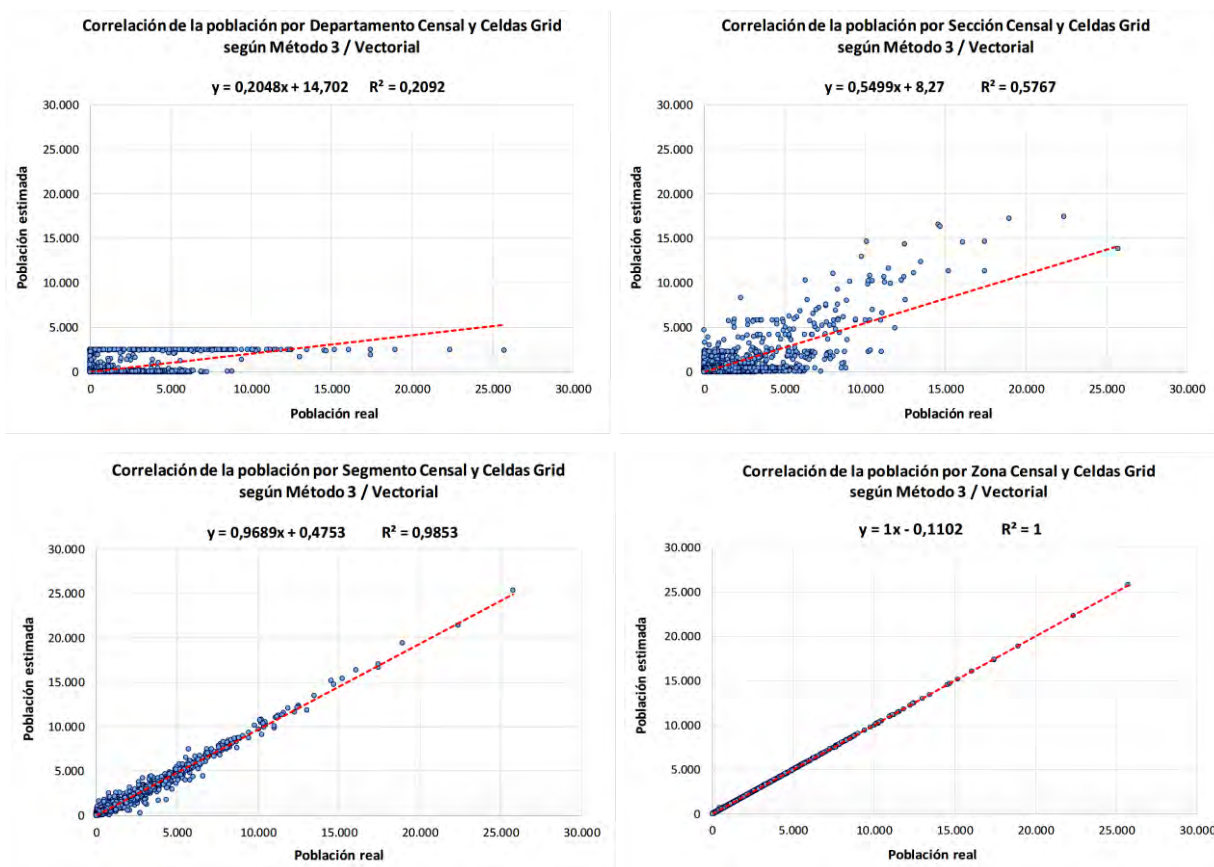 Correlación de la población por Departamento Censal y Celdas Grid
según Método 3 / Vectorial
y = 0,2048x + 14,702 R² = 0,2092
30.000
25.000
20.000
15.000
10.000
5.000
0
Población estimada
0 5.000 10.000 15.000 20.000 25.000 30.000
Población real
Correlación de la población por Sección Censal y Celdas Grid
según Método 3 / Vectorial
y = 0,5499x + 8,27 R² = 0,5767
30.000
25.000
20.000
15.000
10.000
5.000
0
Población estimada
0 5.000 10.000 15.000 20.000 25.000 30.000
Población real
Correlación de la población por Segmento Censal y Celdas Grid
según Método 3 / Vectorial
y = 0,9689x + 0,4753 R² = 0,9853
30.000
25.000
20.000
15.000
10.000
5.000
0
Población estimada
0 5.000 10.000 15.000 20.000 25.000 30.000
Población real
Correlación de la población por Zona Censal y Celdas Grid
según Método 3 / Vectorial
y = 1x - 0,1102 R² = 1
30.000
25.000
20.000
15.000
10.000
5.000
0
Población estimada
0 5.000 10.000 15.000 20.000 25.000 30.000
Población real